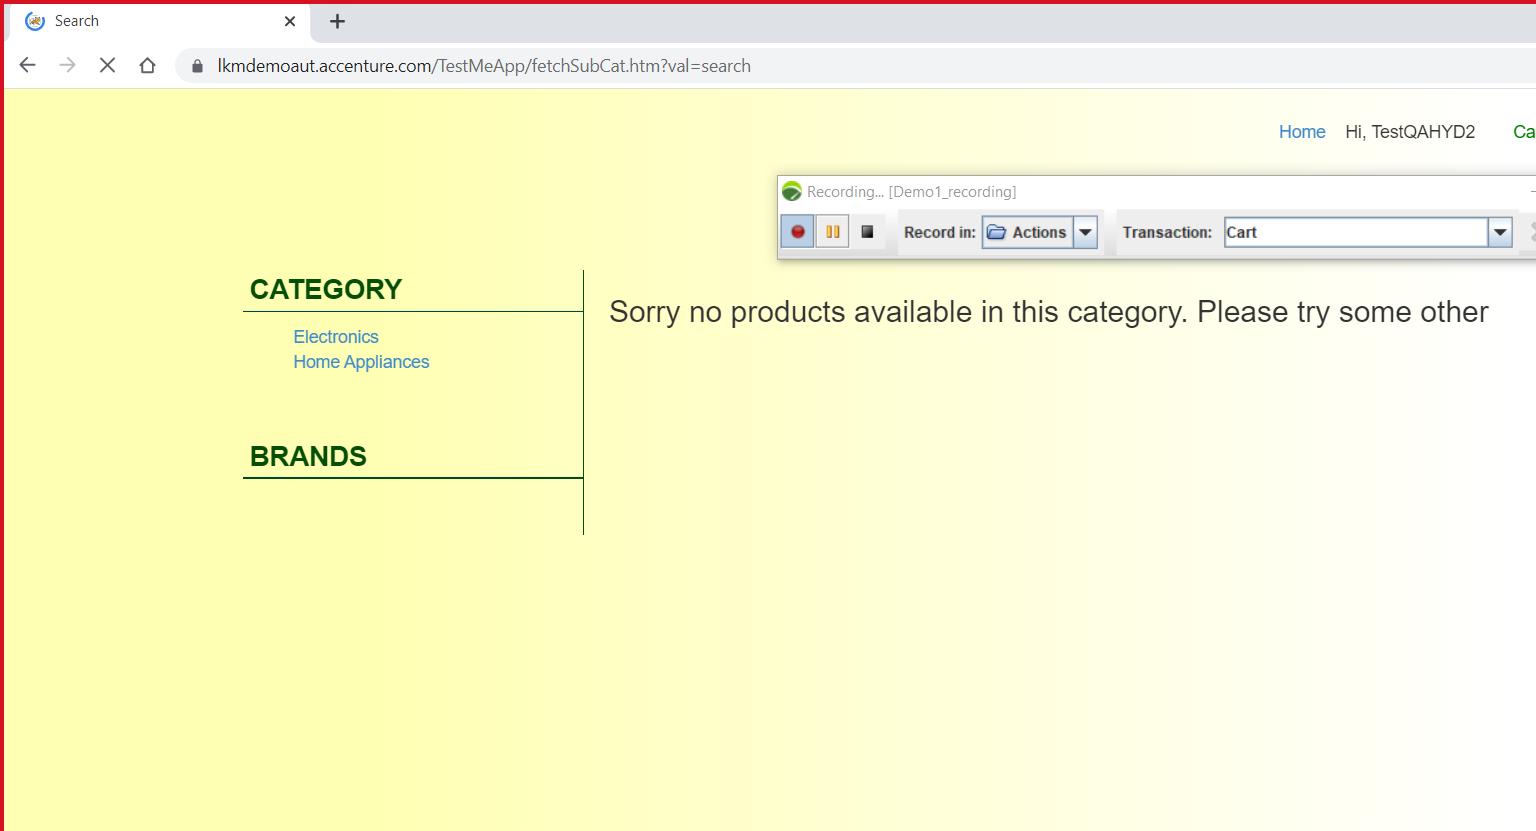 Search
lkmdemoaut.accenture.com/TestMeApp/fetchSubCat.htm?val=search
Home Hi, TestQAHYD2 Ca
Recording... [Demo1_recording]
Record in: Actions Transaction: Cart
CATEGORY
Sorry no products available in this category. Please try some other
Electronics
Home Appliances
BRANDS